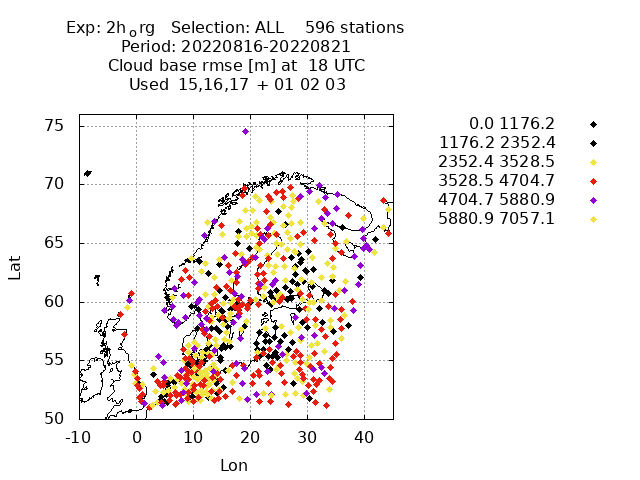 Exp: 2horg Selection: ALL 596 stations
Period: 20220816-20220821
Cloud base rmse [m] at 18 UTC
Used 15,16,17 + 01 02 03
0.0 1176.2
1176.2 2352.4
2352.4 3528.5
3528.5 4704.7
4704.7 5880.9
5880.9 7057.1
75
70
65
60
55
50
Lat
-10 0 10 20 30 40
Lon